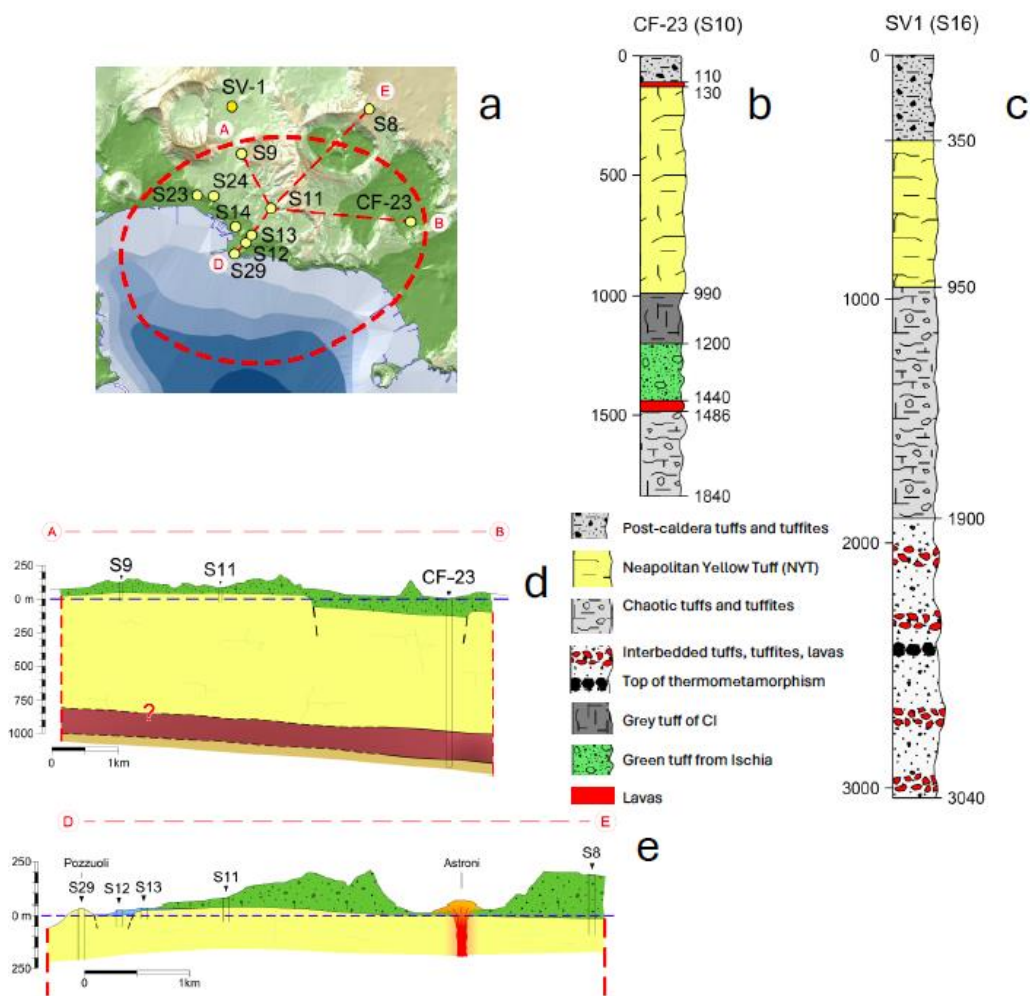 CF-23 (S10)
SV1 (S16)
a
SV-1
E
S8
A
S9
S24
S23
S11
CF-23
S14
B
S13
S12
D
S29
b
0
110
130
500
990
1000
1200
1440
1486
1500
1840
c
0
350
950
1000
1900
2000
3000
3040
Post-caldera tuffs and tuffites
Neapolitan Yellow Tuff (NYT)
Chaotic tuffs and tuffites
Interbedded tuffs, tuffites, lavas
Top of thermometamorphism
Grey tuff of CI
Green tuff from Ischia
Lavas
A
B
d
250
0 m
250
500
750
1000
S9
S11
CF-23
?
0
1km
D
E
e
Pozzuoli
Astroni
S8
250
S29
S12
S13
S11
0 m
250
0
1km